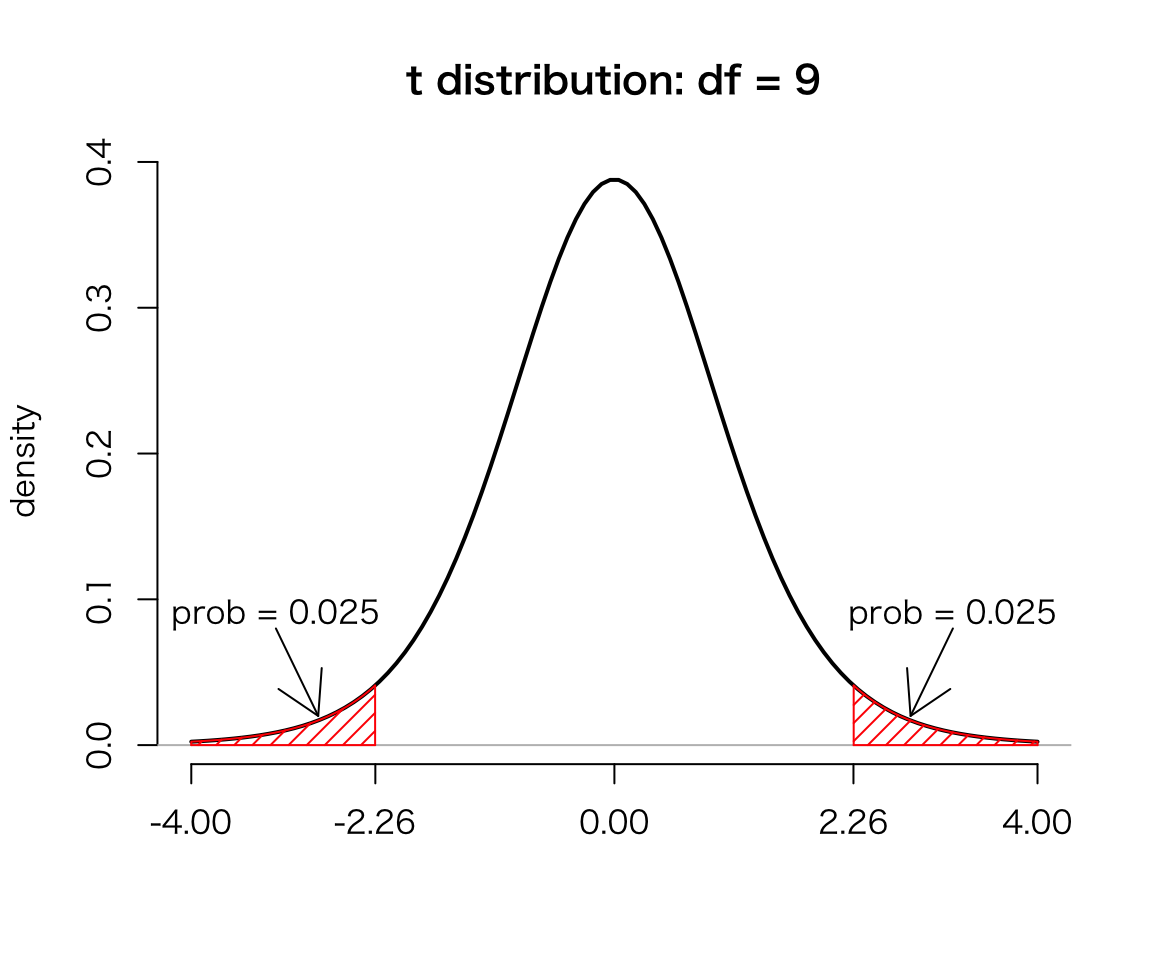 t distribution: df = 9
density
0.4
0.3
0.2
0.1
0.0
prob = 0.025
prob = 0.025
-4.00 -2.26 0.00 2.26 4.00